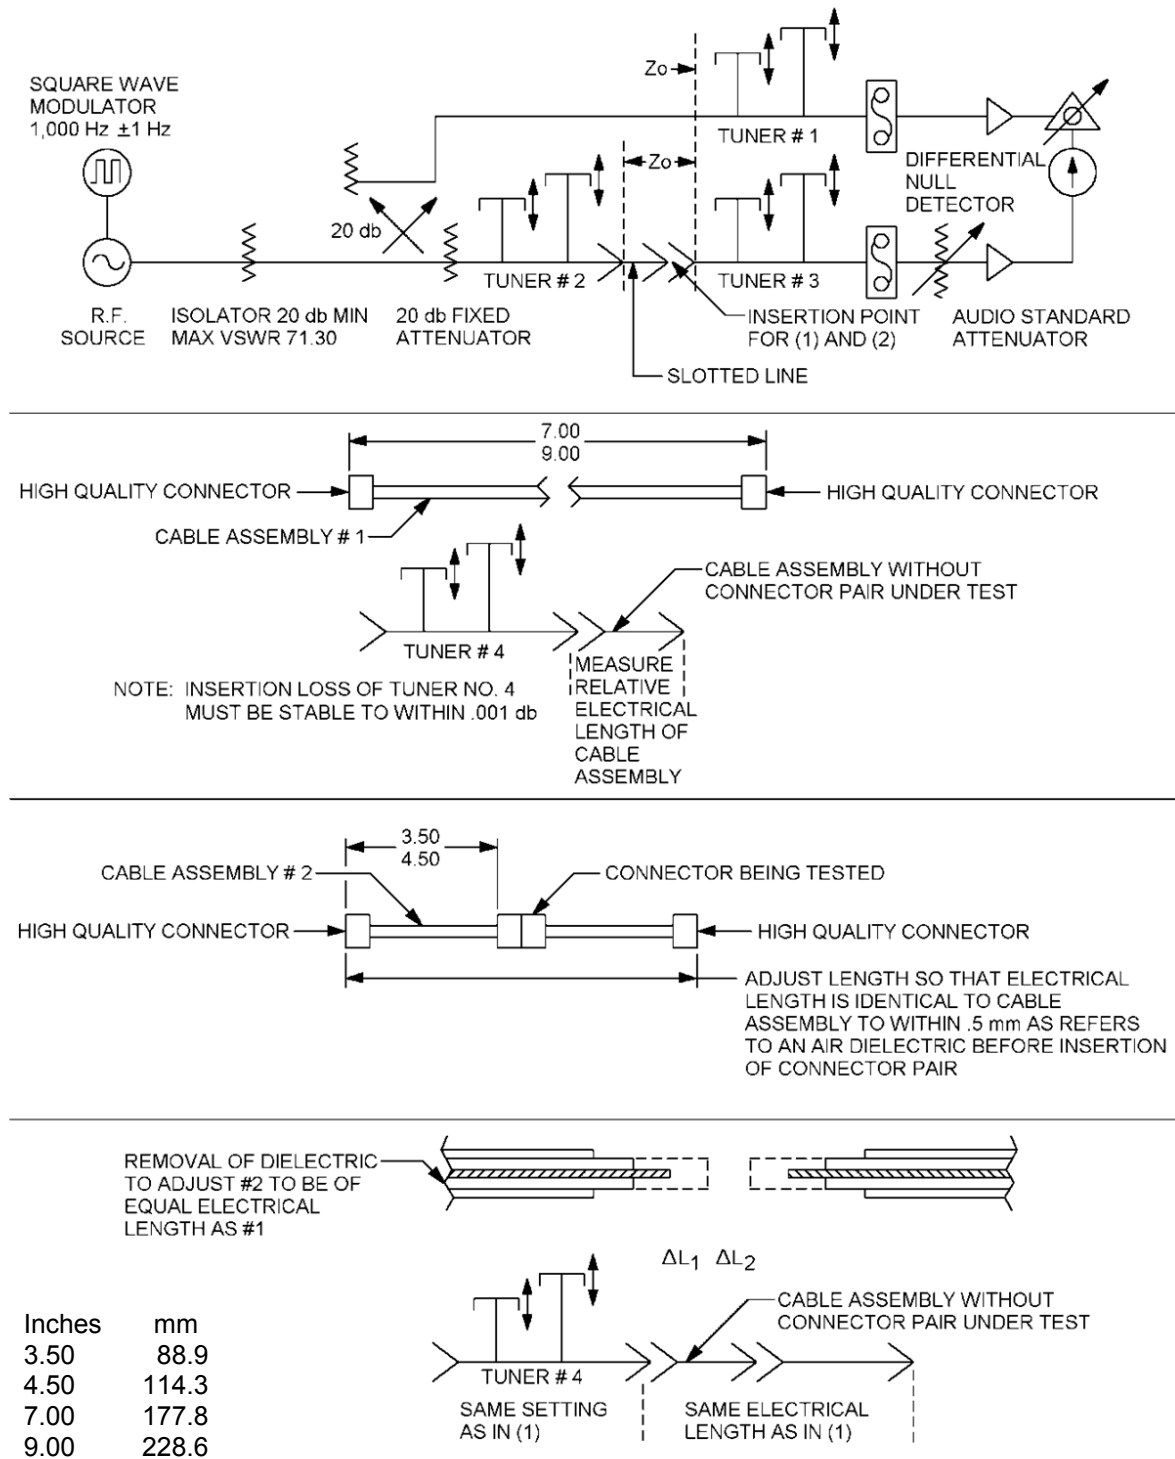 SQUARE WAVE
MODULATOR
1,000 Hz ±1 Hz
Zo
TUNER # 1
Zo
DIFFERENTIAL
NULL
DETECTOR
20 db
TUNER # 2
TUNER # 3
R.F.
SOURCE
ISOLATOR 20 db MIN
MAX VSWR 71.30
20 db FIXED
ATTENUATOR
INSERTION POINT
FOR (1) AND (2)
AUDIO STANDARD
ATTENUATOR
SLOTTED LINE
7.00
9.00
HIGH QUALITY CONNECTOR
HIGH QUALITY CONNECTOR
CABLE ASSEMBLY # 1
CABLE ASSEMBLY WITHOUT
CONNECTOR PAIR UNDER TEST
TUNER # 4
MEASURE
RELATIVE
ELECTRICAL
LENGTH OF
CABLE
ASSEMBLY
NOTE: INSERTION LOSS OF TUNER NO. 4
MUST BE STABLE TO WITHIN .001 db
3.50
4.50
CABLE ASSEMBLY # 2
CONNECTOR BEING TESTED
HIGH QUALITY CONNECTOR
HIGH QUALITY CONNECTOR
ADJUST LENGTH SO THAT ELECTRICAL
LENGTH IS IDENTICAL TO CABLE
ASSEMBLY TO WITHIN .5 mm AS REFERS
TO AN AIR DIELECTRIC BEFORE INSERTION
OF CONNECTOR PAIR
REMOVAL OF DIELECTRIC
TO ADJUST #2 TO BE OF
EQUAL ELECTRICAL
LENGTH AS #1
ΔL1 ΔL2
CABLE ASSEMBLY WITHOUT
CONNECTOR PAIR UNDER TEST
TUNER # 4
SAME SETTING
AS IN (1)
SAME ELECTRICAL
LENGTH AS IN (1)
Inches mm
3.50 88.9
4.50 114.3
7.00 177.8
9.00 228.6